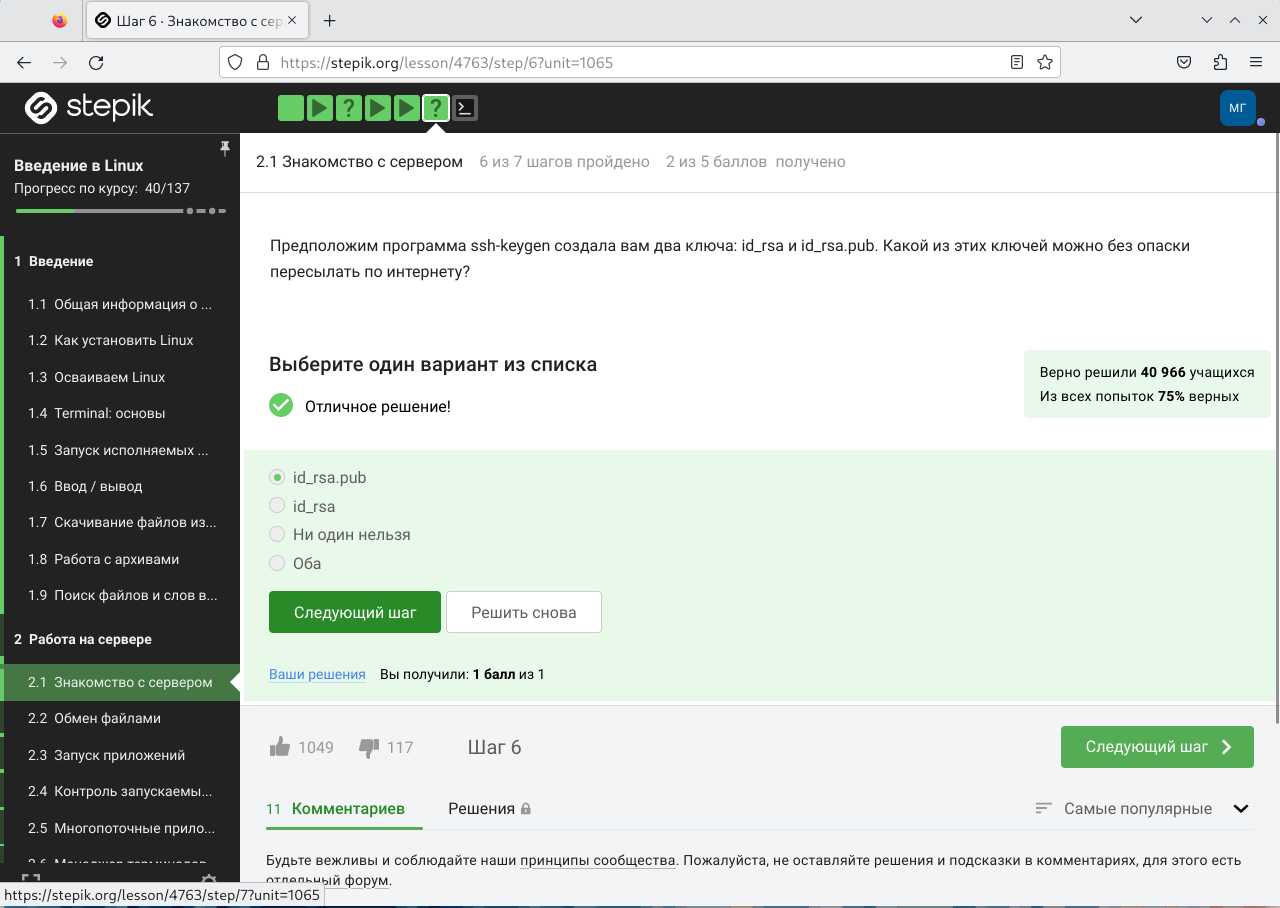 Шаг 6 · Знакомство с сер
https://stepik.org/lesson/4763/step/6?unit=1065
stepik
МГ
Введение в Linux
Прогресс по курсу: 40/137
1 Введение
1.1 Общая информация о ...
1.2 Как установить Linux
1.3 Осваиваем Linux
1.4 Terminal: основы
1.5 Запуск исполняемых ...
1.6 Ввод / вывод
1.7 Скачивание файлов из...
1.8 Работа с архивами
1.9 Поиск файлов и слов в...
2 Работа на сервере
2.1 Знакомство с сервером
2.2 Обмен файлами
2.3 Запуск приложений
2.4 Контроль запускаемы...
2.5 Многопоточные прило...
2.6 Менеджер терминалов
2.1 Знакомство с сервером 6 из 7 шагов пройдено 2 из 5 баллов получено
Предположим программа ssh-keygen создала вам два ключа: id_rsa и id_rsa.pub. Какой из этих ключей можно без опаски
пересылать по интернету?
Выберите один вариант из списка
Отличное решение!
Верно решили 40 966 учащихся
Из всех попыток 75% верных
id_rsa.pub
id_rsa
Ни один нельзя
Оба
Следующий шаг
Решить снова
Ваши решения Вы получили: 1 балл из 1
1049 117 Шаг 6
Следующий шаг
11 Комментариев Решения
Самые популярные
Будьте вежливы и соблюдайте наши принципы сообщества. Пожалуйста, не оставляйте решения и подсказки в комментариях, для этого есть
отдельный форум.
https://stepik.org/lesson/4763/step/7?unit=1065